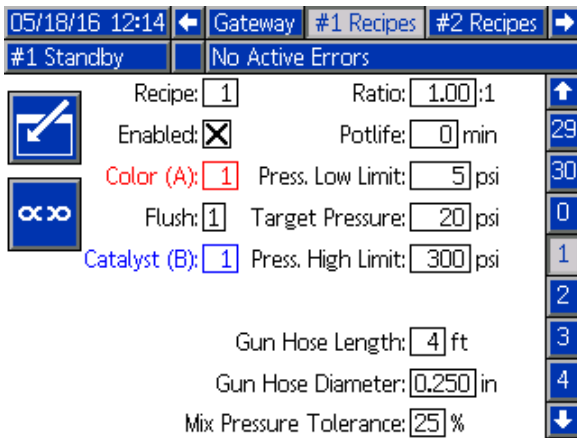 05/18/16 12:14 Gateway #1 Recipes #2 Recipes
#1 Standby No Active Errors
Recipe: 1 Ratio: 1.00:1
29
Enabled: Potlife: 0 min
Color (A): 1 Press. Low Limit: 5 psi 30
Flush: 1 Target Pressure: 20 psi 0
Catalyst (B): 1 Press. High Limit: 300 psi 1
2
Gun Hose Length: 4 ft 3
Gun Hose Diameter: 0.250 in 4
Mix Pressure Tolerance: 25 %